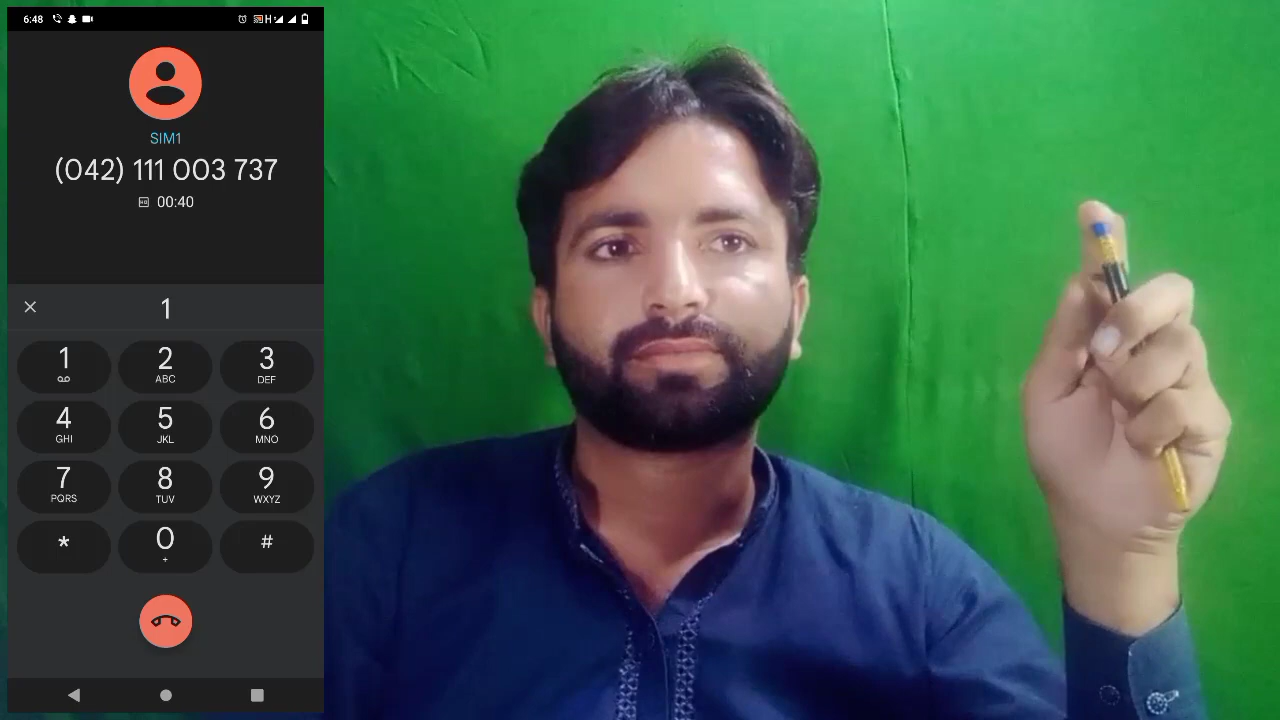 6:48
H
SIM1
(042) 111 003 737
HD 00:40
1
1 2 3
ABC DEF
4 5 6
GHI JKL MNO
7 8 9
PQRS TUV WXYZ
* 0 #
+